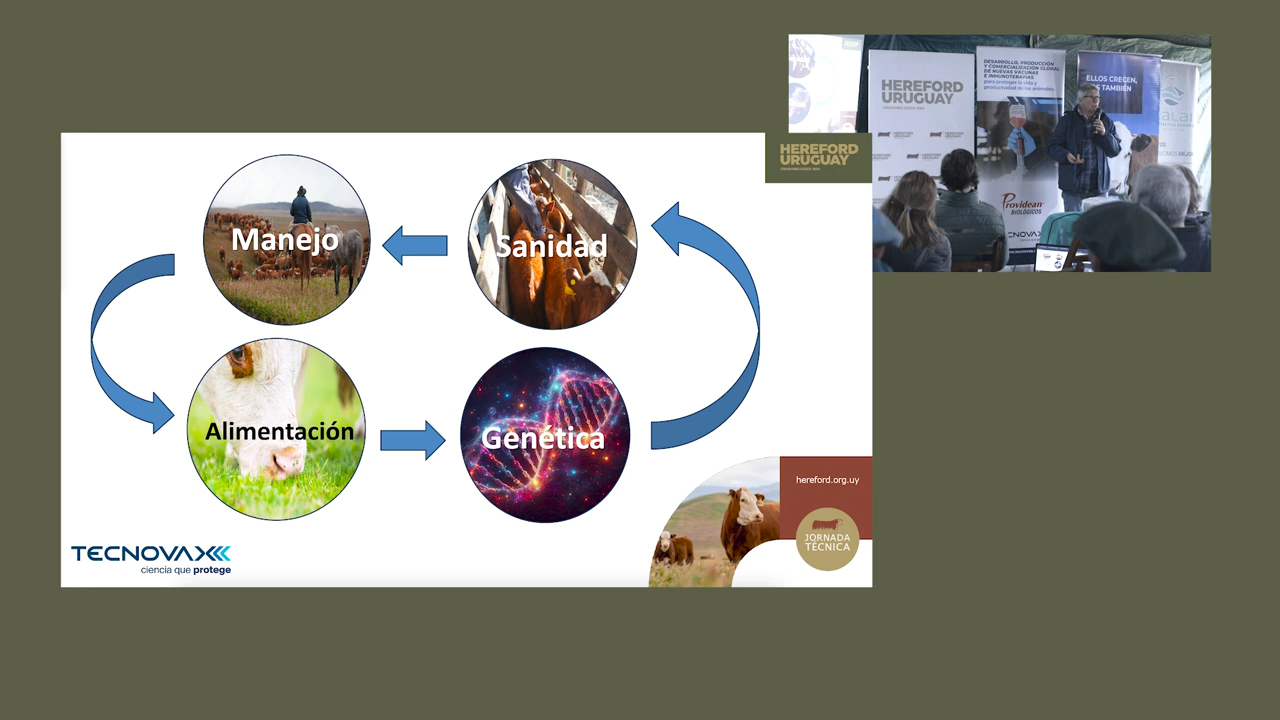 Manejo
Sanidad
Alimentación
Genética
TECNOVAX
ciencia que protege
HEREFORD
URUGUAY
hereford.org.uy
JORNADA
TÉCNICA
HEREFORD
URUGUAY
DESARROLLO, PRODUCCIÓN
Y COMERCIALIZACIÓN GLOBAL
DE NUEVAS VACUNAS
E INMUNOTERAPIAS
para proteger la vida y
productividad de los animales.
Providean
BIOLÓGICOS
ELLOS CRECEN,
TAMBIÉN